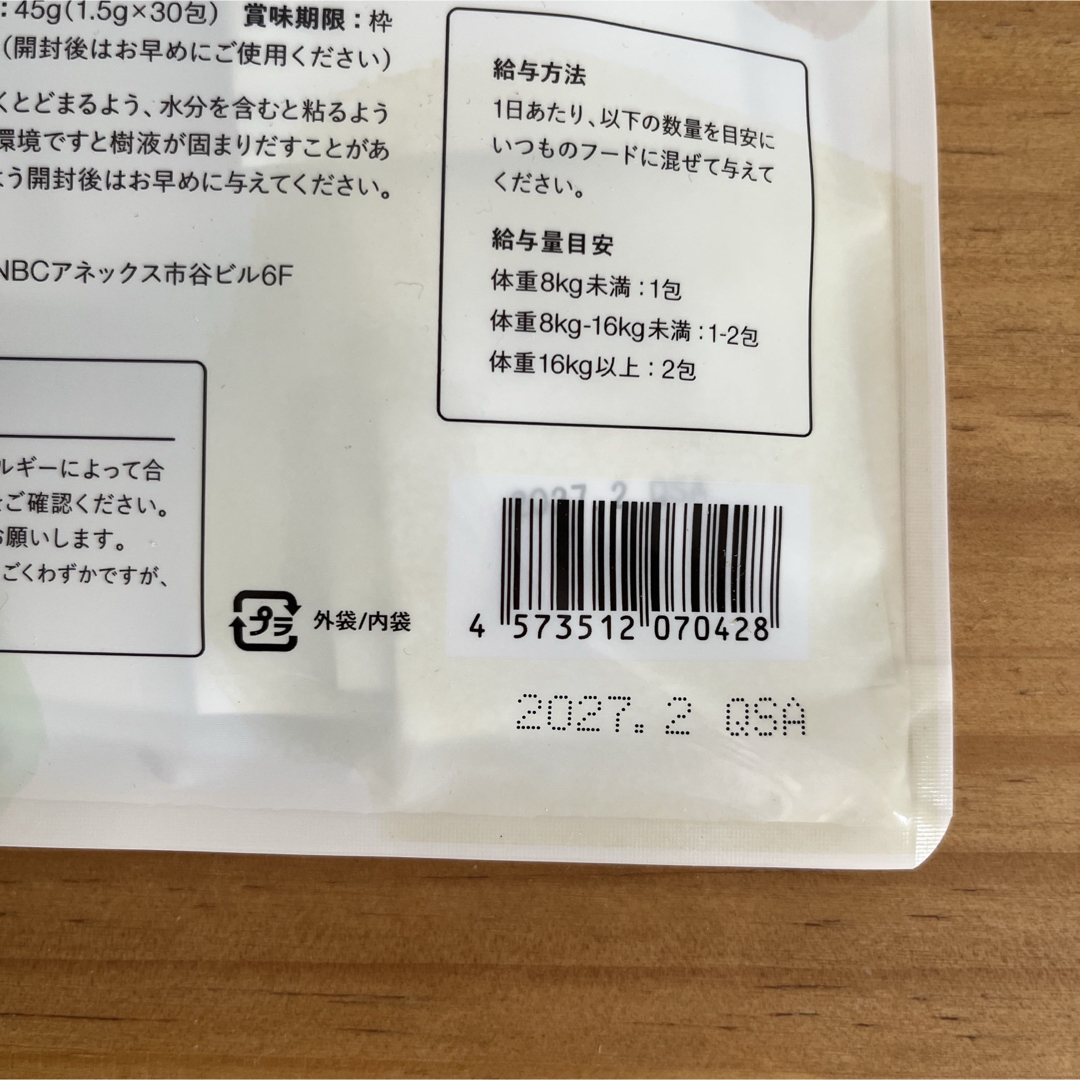 :45g(1.5g×30包) 賞味期限:枠
(開封後はお早めにご使用ください)
くとどまるよう、水分を含むと粘るよう
環境ですと樹液が固まりだすことがあ
よう開封後はお早めに与えてください。
NBCアネックス市谷ビル6F
ルギーによって合
をご確認ください。
お願いします。
ごくわずかですが、
プラ 外袋/内袋
給与方法
1日あたり、以下の数量を目安に
いつものフードに混ぜて与えて
ください。
給与量目安
体重8kg未満:1包
体重8kg-16kg未満:1-2包
体重16kg以上:2包
4 573512 070428
2027.2 QSA